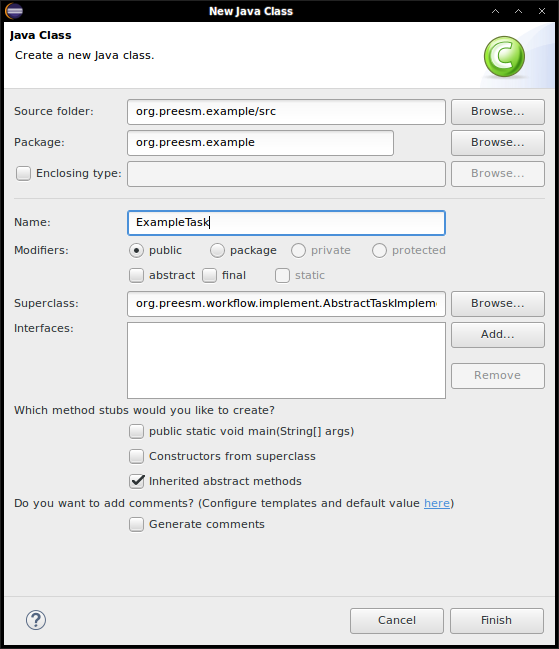 New Java Class
Java Class
Create a new Java class.
C
Source folder: org.preesm.example/src Browse...
Package: org.preesm.example Browse...
Enclosing type: Browse...
Name: ExampleTask
Modifiers: public package private protected
abstract final static
Superclass: org.preesm.workflow.implement.AbstractTaskImpleme Browse...
Interfaces: Add...
Remove
Which method stubs would you like to create?
public static void main(String[] args)
Constructors from superclass
Inherited abstract methods
Do you want to add comments? (Configure templates and default value here)
Generate comments
? Cancel Finish